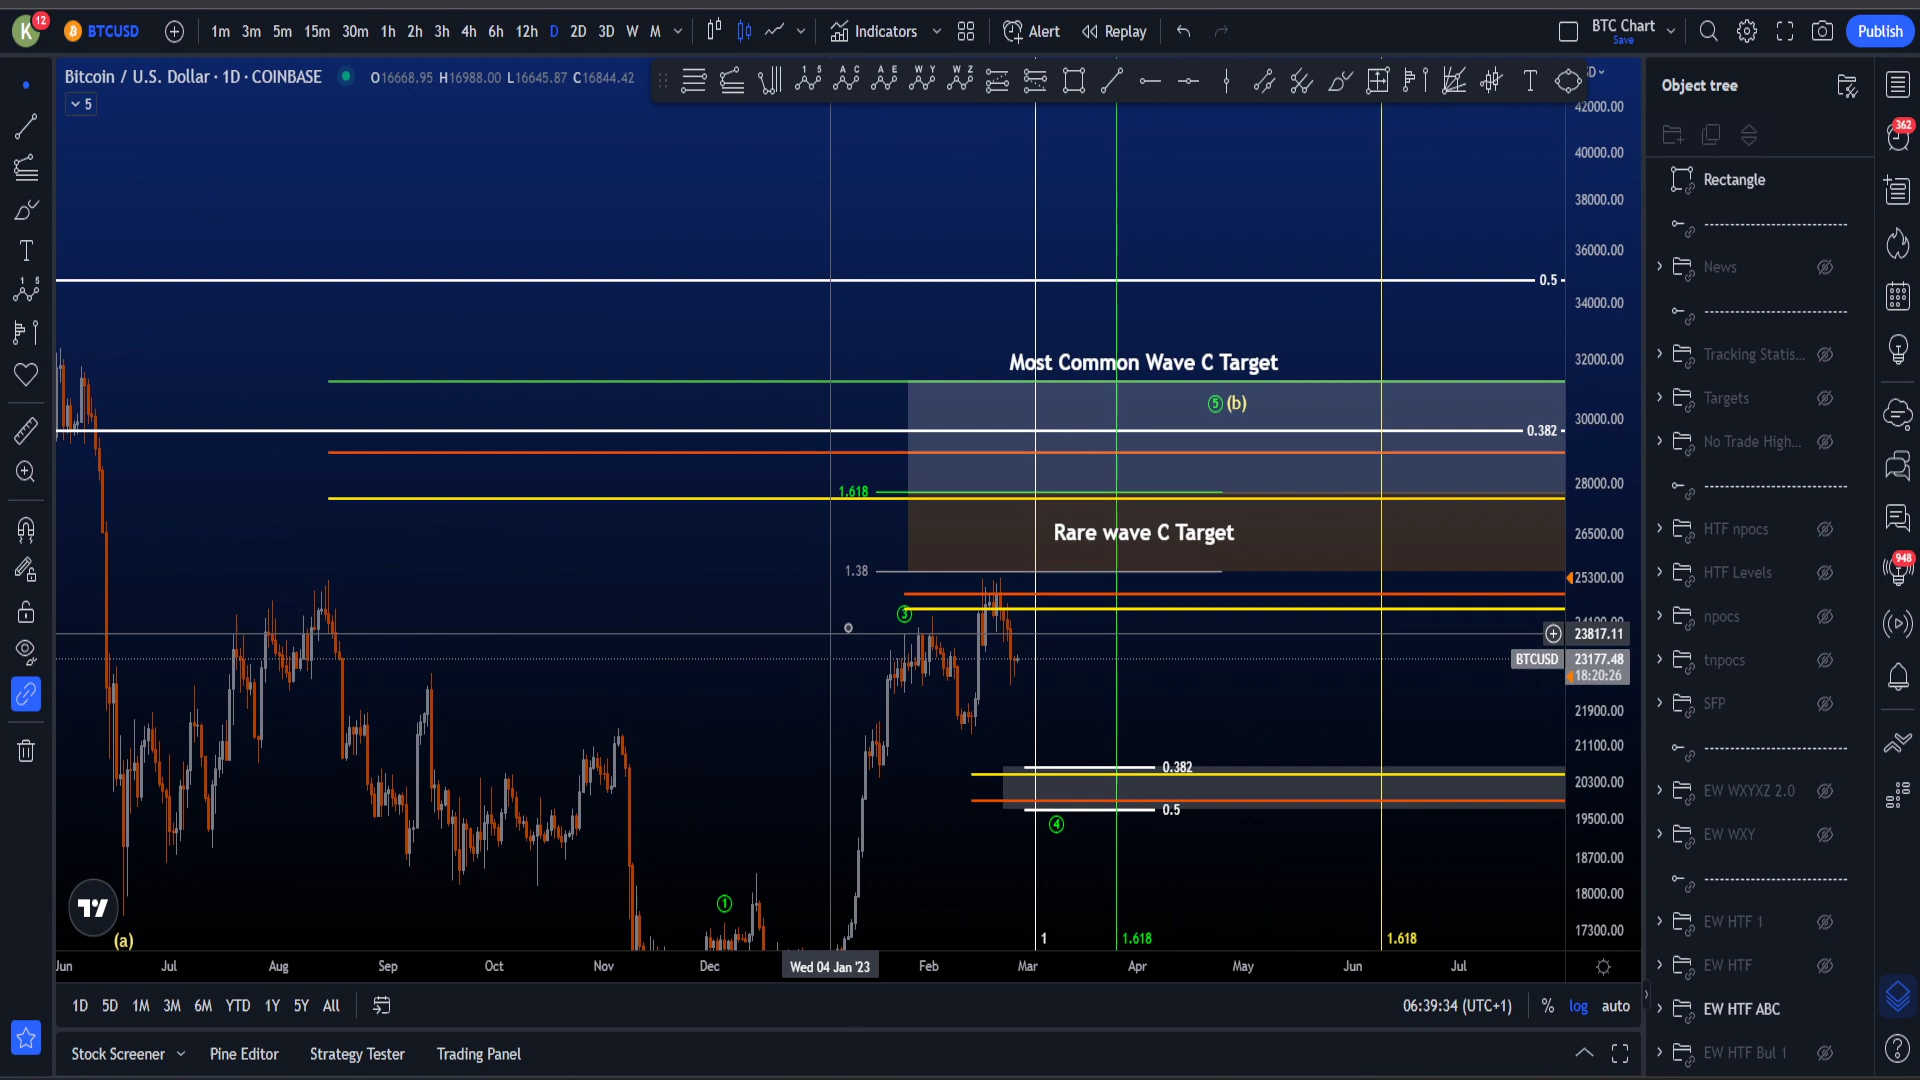 K 12 BTCUSD 1m 3m 5m 15m 30m 1h 2h 3h 4h 6h 12h D 2D 3D W M Indicators Alert Replay BTC Chart Save Publish
Bitcoin / U.S. Dollar · 1D · COINBASE O16668.95 H16988.00 L16645.87 C16844.42
5
Object tree
Rectangle
News
Tracking Statis...
Targets
No Trade High...
HTF npocs
HTF Levels
npocs
tnpocs
SFP
EW WXYXZ 2.0
EW WXY
EW HTF 1
EW HTF
EW HTF ABC
EW HTF Bul 1
362
948
42000.00
40000.00
38000.00
36000.00
34000.00
32000.00
30000.00
28000.00
26500.00
25300.00
23817.11
BTCUSD 23177.48
18:20:26
21900.00
21100.00
20300.00
19500.00
18700.00
18000.00
17300.00
0.5
Most Common Wave C Target
5 (b)
0.382
1.618
Rare wave C Target
1.38
3
0.382
0.5
4
1
(a)
1 1.618 1.618
Jun Jul Aug Sep Oct Nov Dec Wed 04 Jan '23 Feb Mar Apr May Jun Jul
1D 5D 1M 3M 6M YTD 1Y 5Y All 06:39:34 (UTC+1) % log auto
Stock Screener Pine Editor Strategy Tester Trading Panel